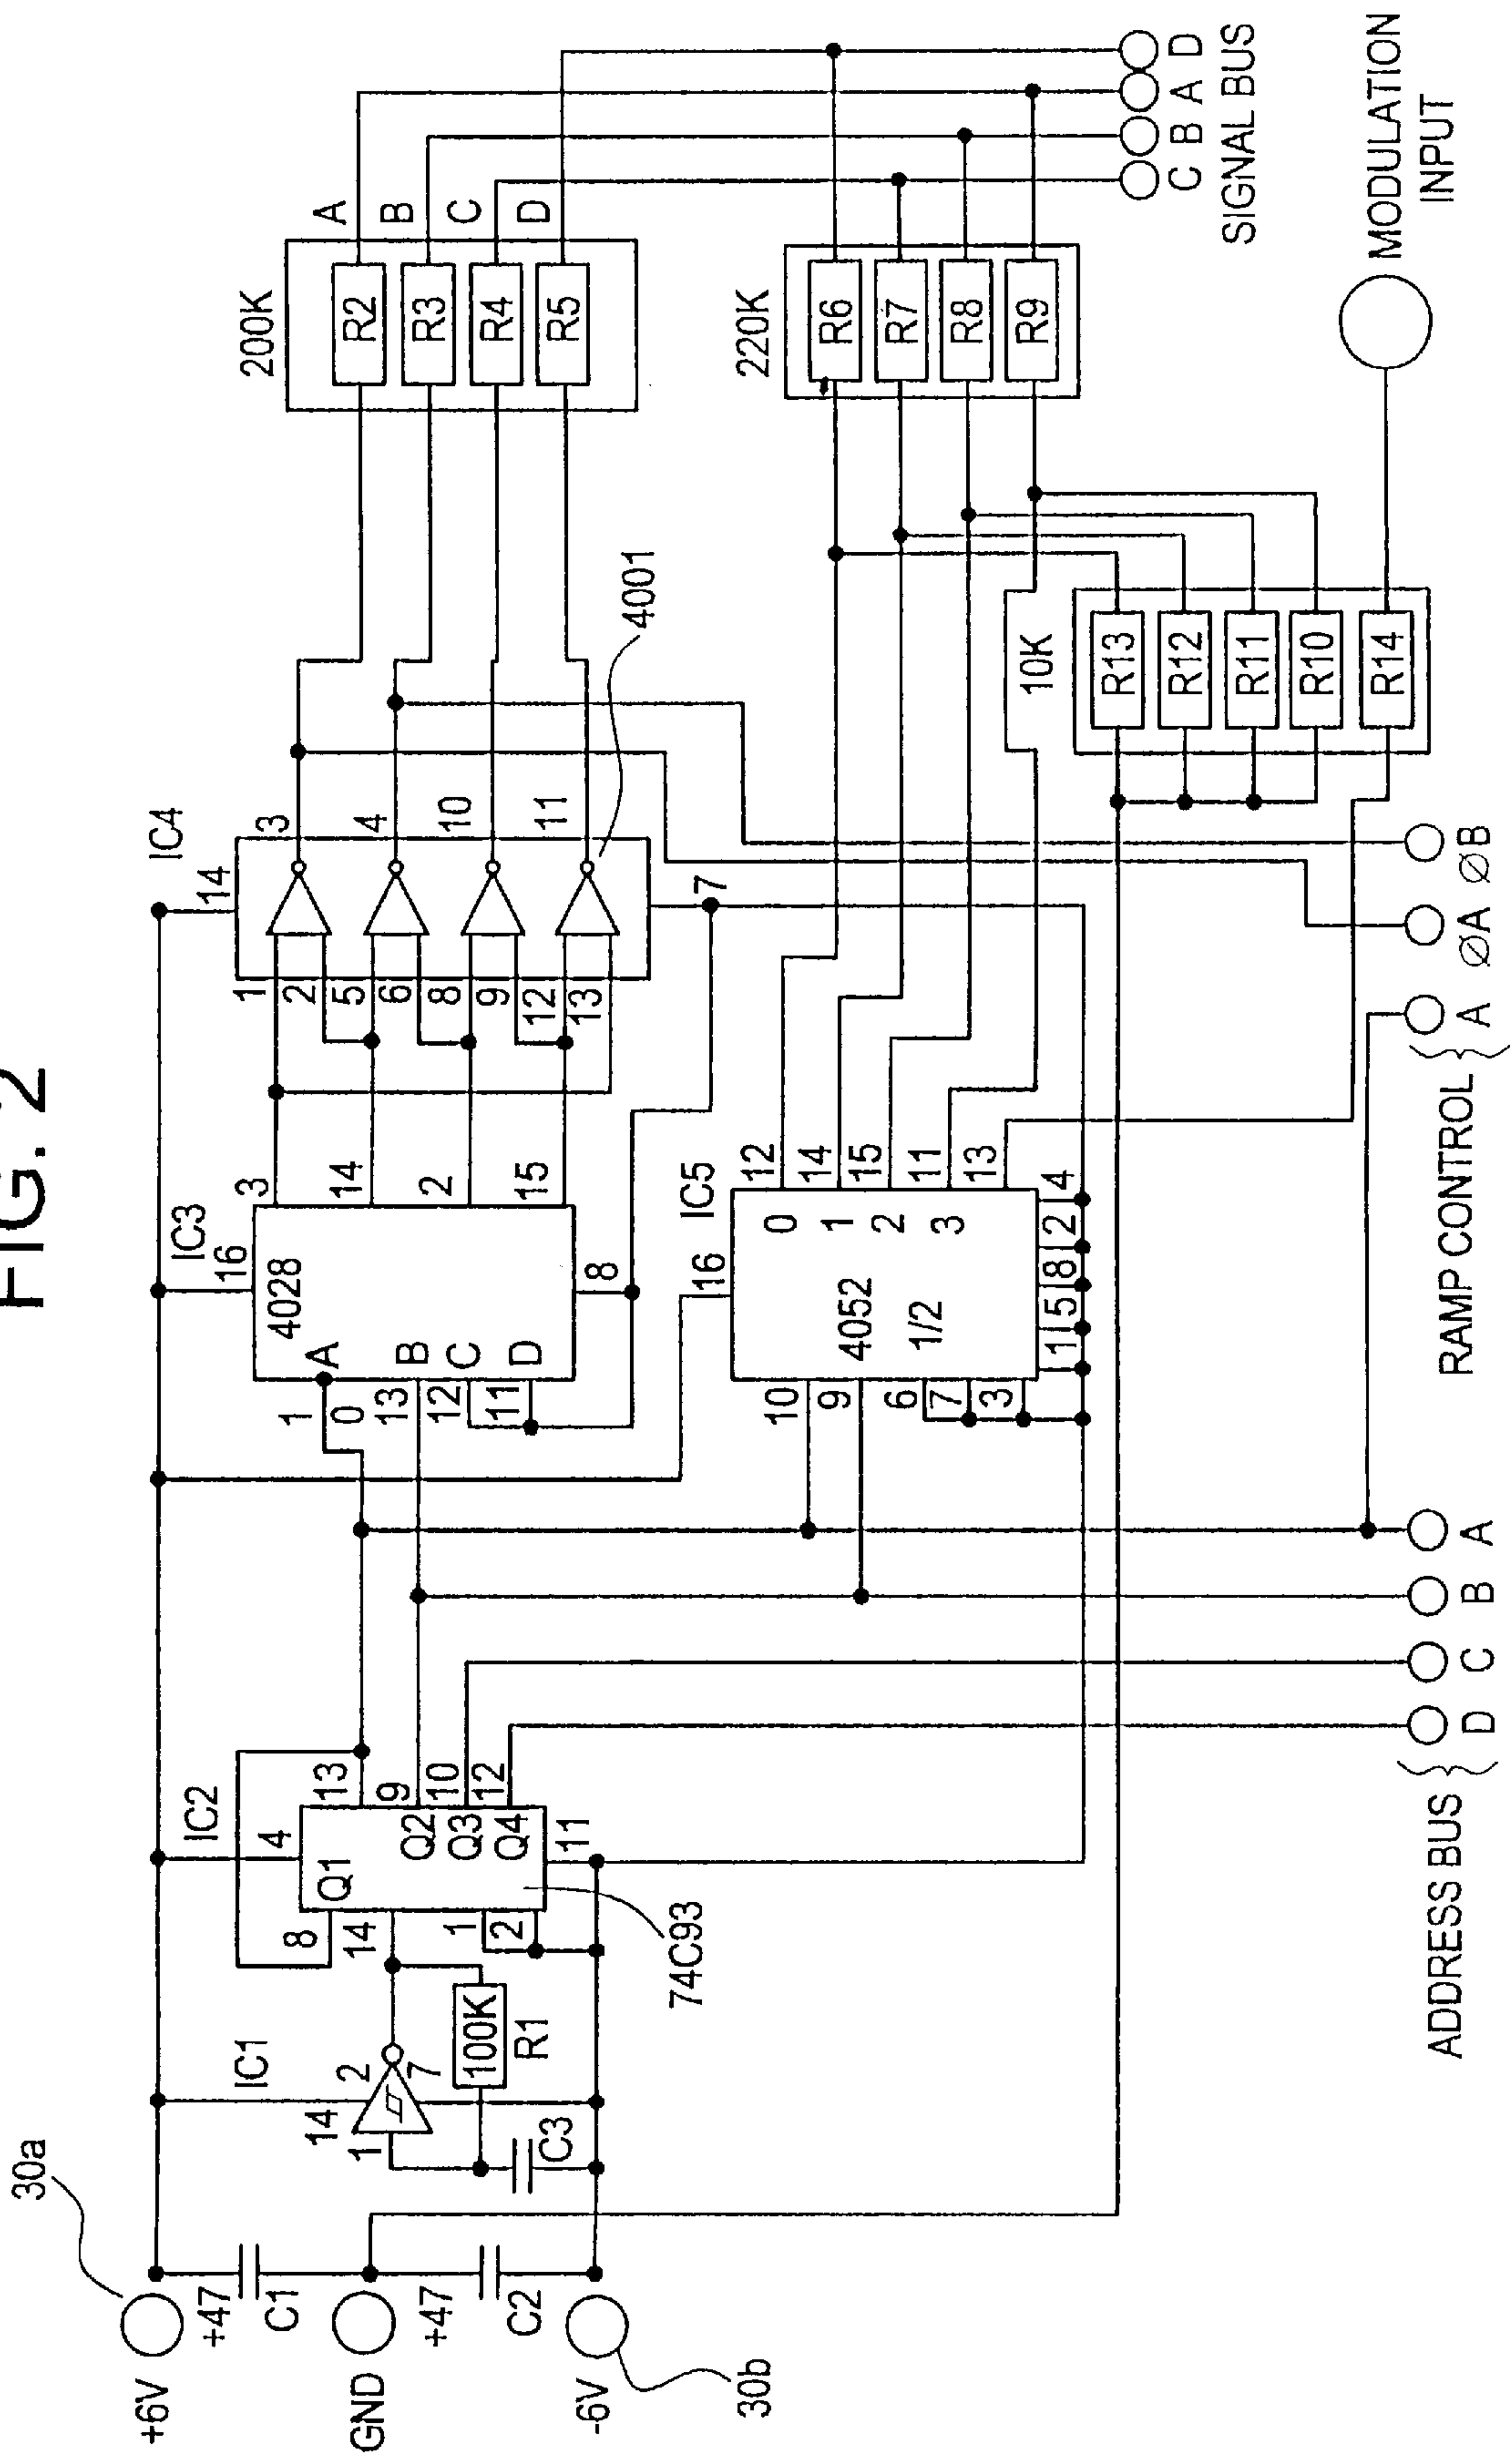 FIG. 2
30a
+6V
+47
C1
GND
+47
C2
-6V
30b
IC1
14
2
1
7
100K
R1
C3
IC2
4
8
Q1
13
14
Q2
9
Q3
10
1
Q4
12
2
11
74C93
IC3
16
4028
1
0
A
3
13
B
14
12
C
2
11
D
15
8
IC4
14
1
2
3
5
6
4
8
9
10
12
13
11
7
4001
200K
R2
A
R3
B
R4
C
R5
D
IC5
16
10
9
4052
1/2
6
7
3
0
12
1
14
2
15
3
11
13
1
5
8
2
4
220K
R6
R7
R8
R9
10K
R13
R12
R11
R10
R14
C B A D
SIGNAL BUS
MODULATION
INPUT
ADDRESS BUS { D C B A
RAMP CONTROL { A ØA ØB